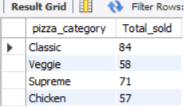 Result Grid Filter Rows:
pizza_category Total_sold
Classic 84
Veggie 58
Supreme 71
Chicken 57